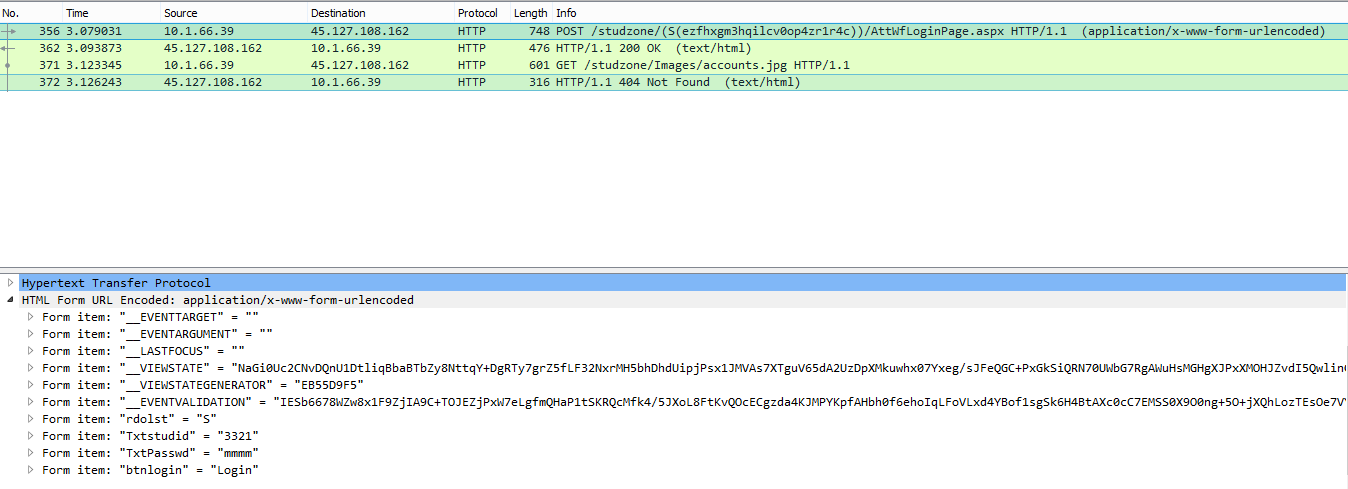 No. Time Source Destination Protocol Length Info
356 3.079031 10.1.66.39 45.127.108.162 HTTP 748 POST /studzone/(S(ezfhxgm3hqilcv0op4zr1r4c))/AttWfLoginPage.aspx HTTP/1.1 (application/x-www-form-urlencoded)
362 3.093873 45.127.108.162 10.1.66.39 HTTP 476 HTTP/1.1 200 OK (text/html)
371 3.123345 10.1.66.39 45.127.108.162 HTTP 601 GET /studzone/Images/accounts.jpg HTTP/1.1
372 3.126243 45.127.108.162 10.1.66.39 HTTP 316 HTTP/1.1 404 Not Found (text/html)
Hypertext Transfer Protocol
HTML Form URL Encoded: application/x-www-form-urlencoded
Form item: "__EVENTTARGET" = ""
Form item: "__EVENTARGUMENT" = ""
Form item: "__LASTFOCUS" = ""
Form item: "__VIEWSTATE" = "NaGi0Uc2CNvDQnU1DtliqBbaBTbZy8NttqY+DgRTy7grZ5fLF32NxrMH5bhDhdUipjPsx1JMVAs7XTguV65dA2UzDpXMkuwhx07Yxeg/sJFeQGC+PxGkSiQRN70UWbG7RgAWuHsMGHgXJPxXMOHJZvdI5Qwlin
Form item: "__VIEWSTATEGENERATOR" = "EB55D9F5"
Form item: "__EVENTVALIDATION" = "IESb6678WZw8x1F9ZjIA9C+TOJEZjPxW7eLgfmQHaP1tSKRQcMfk4/5JXoL8FtKvQOcECgzda4KJMPYKpfAHbh0f6ehoIqLFoVLxd4YBof1sgSk6H4BtAXc0cC7EMSS0X9O0ng+5O+jXQhLozTEsOe7V
Form item: "rdolst" = "S"
Form item: "Txtstudid" = "3321"
Form item: "TxtPasswd" = "mmmm"
Form item: "btnlogin" = "Login"